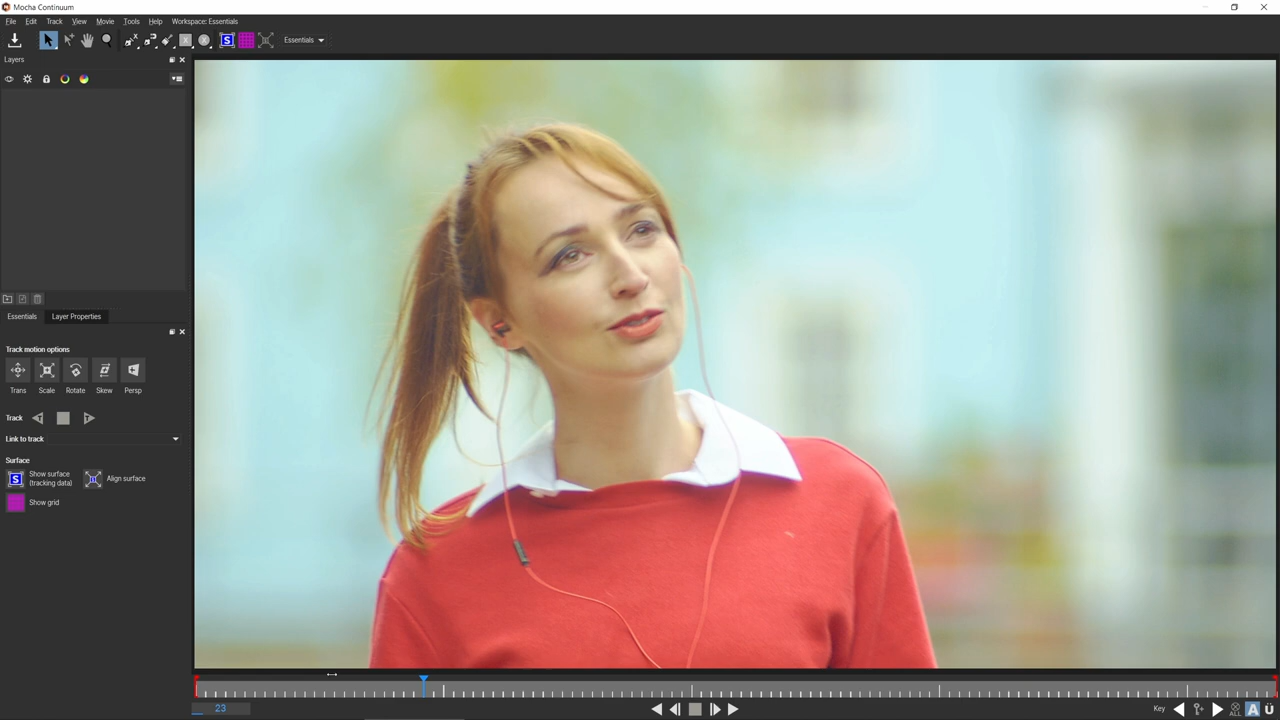 Mocha Continuum
File Edit Track View Movie Tools Help Workspace: Essentials
S Essentials
Layers
Essentials Layer Properties
Track motion options
Trans Scale Rotate Skew Persp
Track
Link to track
Surface
S Show surface (tracking data) Align surface
Show grid
23 Key ALL A Ü